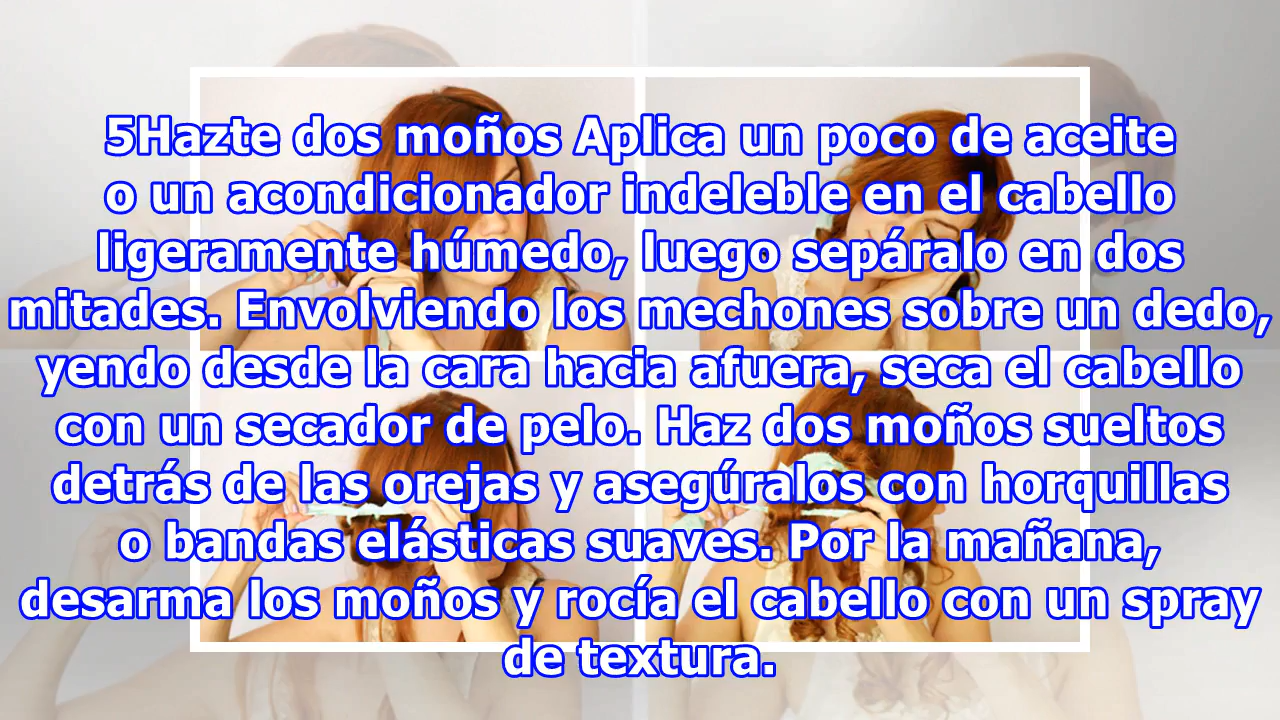 5Hazte dos moños Aplica un poco de aceite
o un acondicionador indeleble en el cabello
ligeramente húmedo, luego sepáralo en dos
mitades. Envolviendo los mechones sobre un dedo,
yendo desde la cara hacia afuera, seca el cabello
con un secador de pelo. Haz dos moños sueltos
detrás de las orejas y asegúralos con horquillas
o bandas elásticas suaves. Por la mañana,
desarma los moños y rocía el cabello con un spray
de textura.